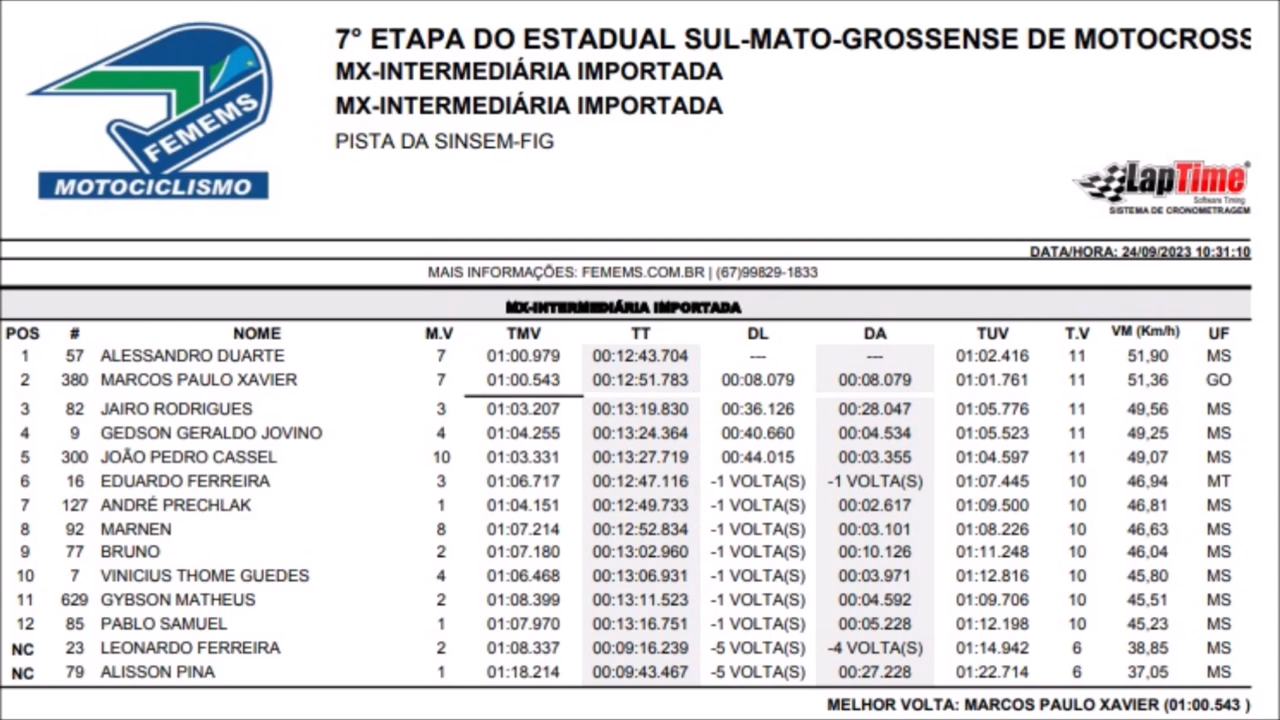 FEMEMS
MOTOCICLISMO
7° ETAPA DO ESTADUAL SUL-MATO-GROSSENSE DE MOTOCROSS
MX-INTERMEDIÁRIA IMPORTADA
MX-INTERMEDIÁRIA IMPORTADA
PISTA DA SINSEM-FIG
LapTime
Software Timing
SISTEMA DE CRONOMETRAGEM
DATA/HORA: 24/09/2023 10:31:10
MAIS INFORMAÇÕES: FEMEMS.COM.BR | (67)99829-1833
MX-INTERMEDIÁRIA IMPORTADA
POS # NOME M.V TMV TT DL DA TUV T.V VM (Km/h) UF
1 57 ALESSANDRO DUARTE 7 01:00.979 00:12:43.704 --- --- 01:02.416 11 51,90 MS
2 380 MARCOS PAULO XAVIER 7 01:00.543 00:12:51.783 00:08.079 00:08.079 01:01.761 11 51,36 GO
3 82 JAIRO RODRIGUES 3 01:03.207 00:13:19.830 00:36.126 00:28.047 01:05.776 11 49,56 MS
4 9 GEDSON GERALDO JOVINO 4 01:04.255 00:13:24.364 00:40.660 00:04.534 01:05.523 11 49,25 MS
5 300 JOÃO PEDRO CASSEL 10 01:03.331 00:13:27.719 00:44.015 00:03.355 01:04.597 11 49,07 MS
6 16 EDUARDO FERREIRA 3 01:06.717 00:12:47.116 -1 VOLTA(S) -1 VOLTA(S) 01:07.445 10 46,94 MT
7 127 ANDRÉ PRECHLAK 1 01:04.151 00:12:49.733 -1 VOLTA(S) 00:02.617 01:09.500 10 46,81 MS
8 92 MARNEN 8 01:07.214 00:12:52.834 -1 VOLTA(S) 00:03.101 01:08.226 10 46,63 MS
9 77 BRUNO 2 01:07.180 00:13:02.960 -1 VOLTA(S) 00:10.126 01:11.248 10 46,04 MS
10 7 VINICIUS THOME GUEDES 4 01:06.468 00:13:06.931 -1 VOLTA(S) 00:03.971 01:12.816 10 45,80 MS
11 629 GYBSON MATHEUS 2 01:08.399 00:13:11.523 -1 VOLTA(S) 00:04.592 01:09.706 10 45,51 MS
12 85 PABLO SAMUEL 1 01:07.970 00:13:16.751 -1 VOLTA(S) 00:05.228 01:12.198 10 45,23 MS
NC 23 LEONARDO FERREIRA 2 01:08.337 00:09:16.239 -5 VOLTA(S) -4 VOLTA(S) 01:14.942 6 38,85 MS
NC 79 ALISSON PINA 1 01:18.214 00:09:43.467 -5 VOLTA(S) 00:27.228 01:22.714 6 37,05 MS
MELHOR VOLTA: MARCOS PAULO XAVIER (01:00.543 )